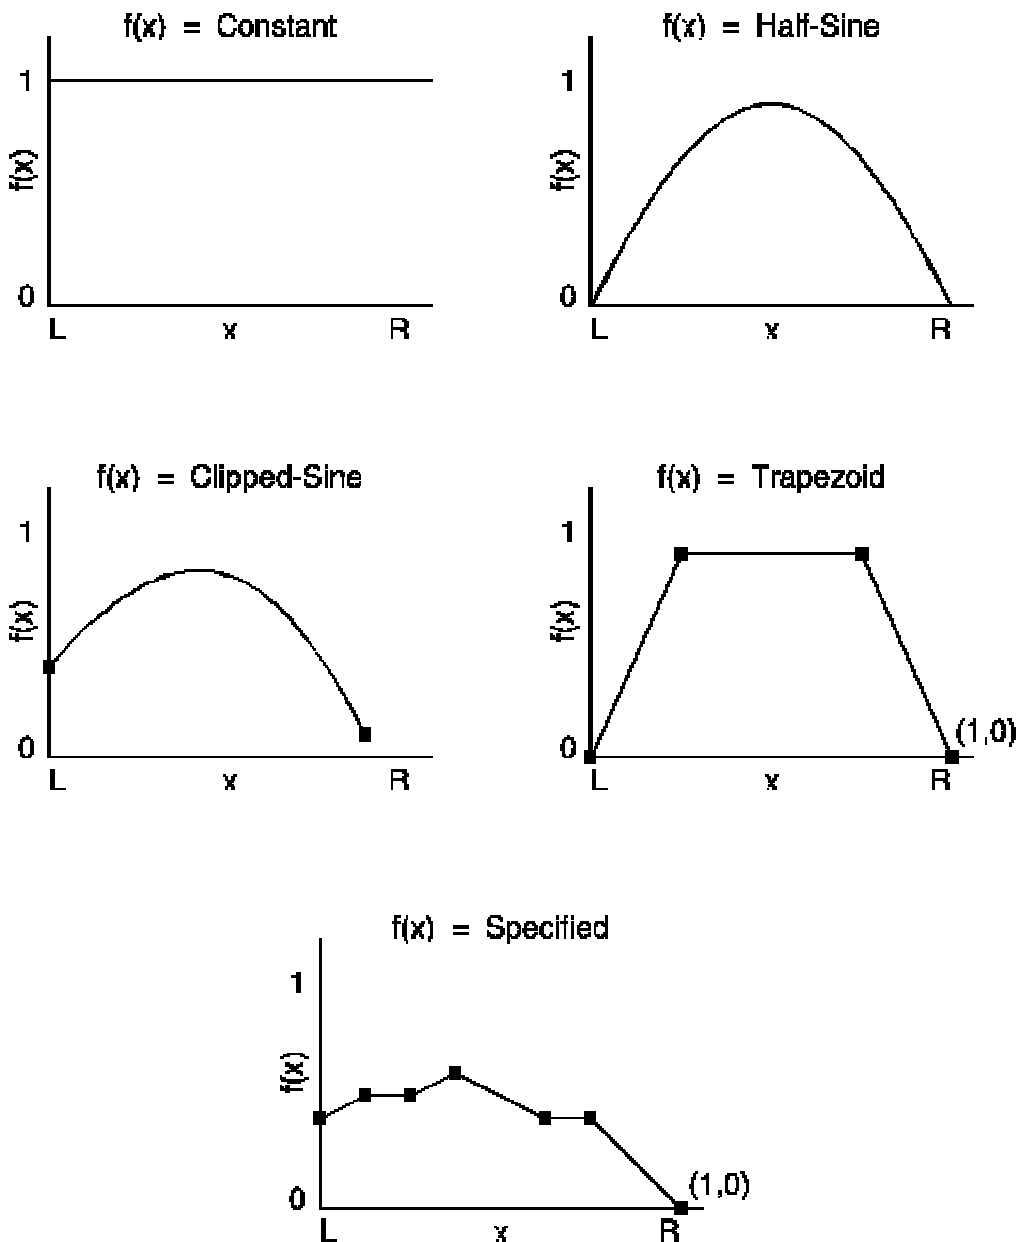 f(x) = Constant
1
f(x)
0
L x R
f(x) = Half-Sine
1
f(x)
0
L x R
f(x) = Clipped-Sine
1
f(x)
0
L x R
f(x) = Trapezoid
1
f(x)
0
(1,0)
L x R
f(x) = Specified
1
f(x)
0
(1,0)
L x R